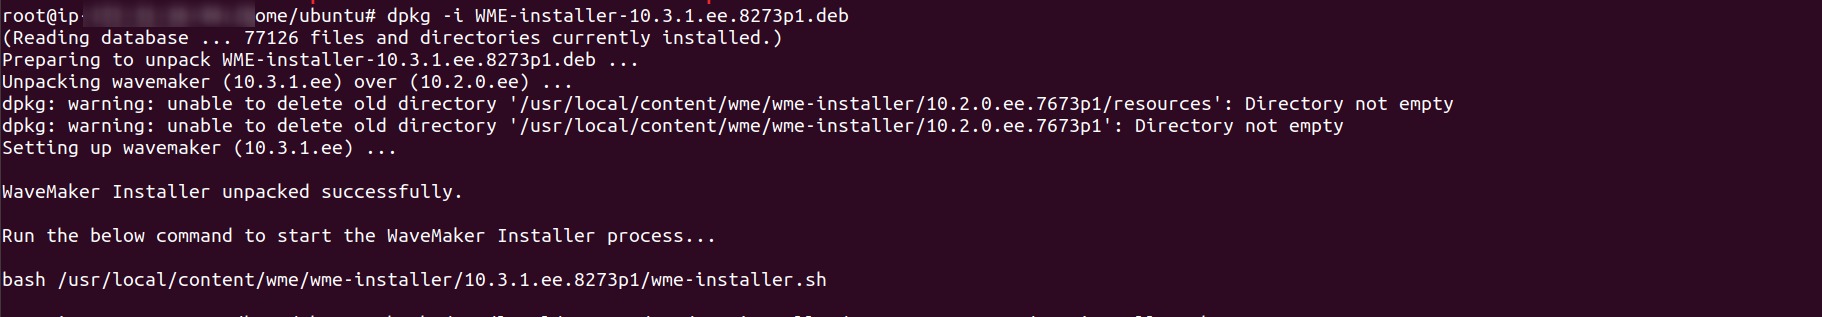 root@ip- ome/ubuntu# dpkg -i WME-installer-10.3.1.ee.8273p1.deb
(Reading database ... 77126 files and directories currently installed.)
Preparing to unpack WME-installer-10.3.1.ee.8273p1.deb ...
Unpacking wavemaker (10.3.1.ee) over (10.2.0.ee) ...
dpkg: warning: unable to delete old directory '/usr/local/content/wme/wme-installer/10.2.0.ee.7673p1/resources': Directory not empty
dpkg: warning: unable to delete old directory '/usr/local/content/wme/wme-installer/10.2.0.ee.7673p1': Directory not empty
Setting up wavemaker (10.3.1.ee) ...
WaveMaker Installer unpacked successfully.
Run the below command to start the WaveMaker Installer process...
bash /usr/local/content/wme/wme-installer/10.3.1.ee.8273p1/wme-installer.sh